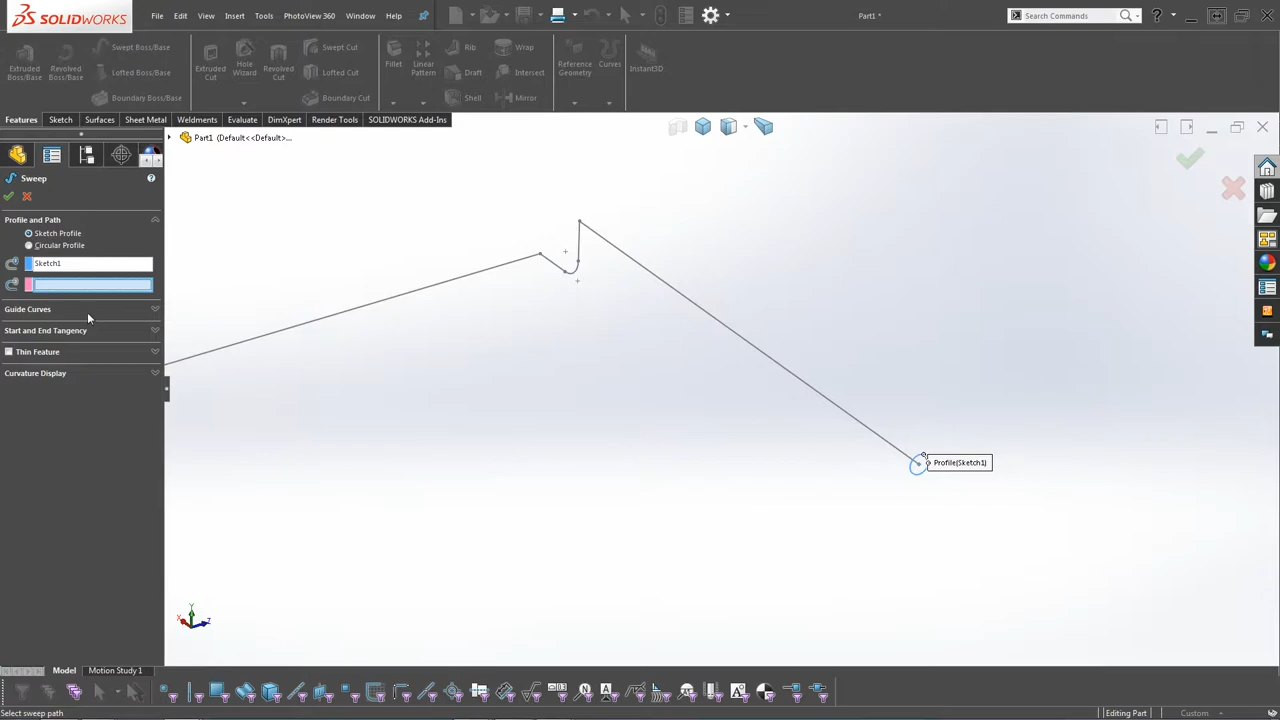 SOLIDWORKS File Edit View Insert Tools PhotoView 360 Window Help Part1 * Search Commands ?
Extruded Boss/Base
Revolved Boss/Base
Swept Boss/Base
Lofted Boss/Base
Boundary Boss/Base
Extruded Cut
Hole Wizard
Revolved Cut
Swept Cut
Lofted Cut
Boundary Cut
Fillet
Linear Pattern
Rib
Draft
Shell
Wrap
Intersect
Mirror
Reference Geometry
Curves
Instant3D
Features Sketch Surfaces Sheet Metal Weldments Evaluate DimXpert Render Tools SOLIDWORKS Add-Ins
Part1 (Default<<Default>...
Sweep
Profile and Path
Sketch Profile
Circular Profile
Sketch1
Guide Curves
Start and End Tangency
Thin Feature
Curvature Display
Profile(Sketch1)
Y
X
Z
Model Motion Study 1
Select sweep path Editing Part Custom